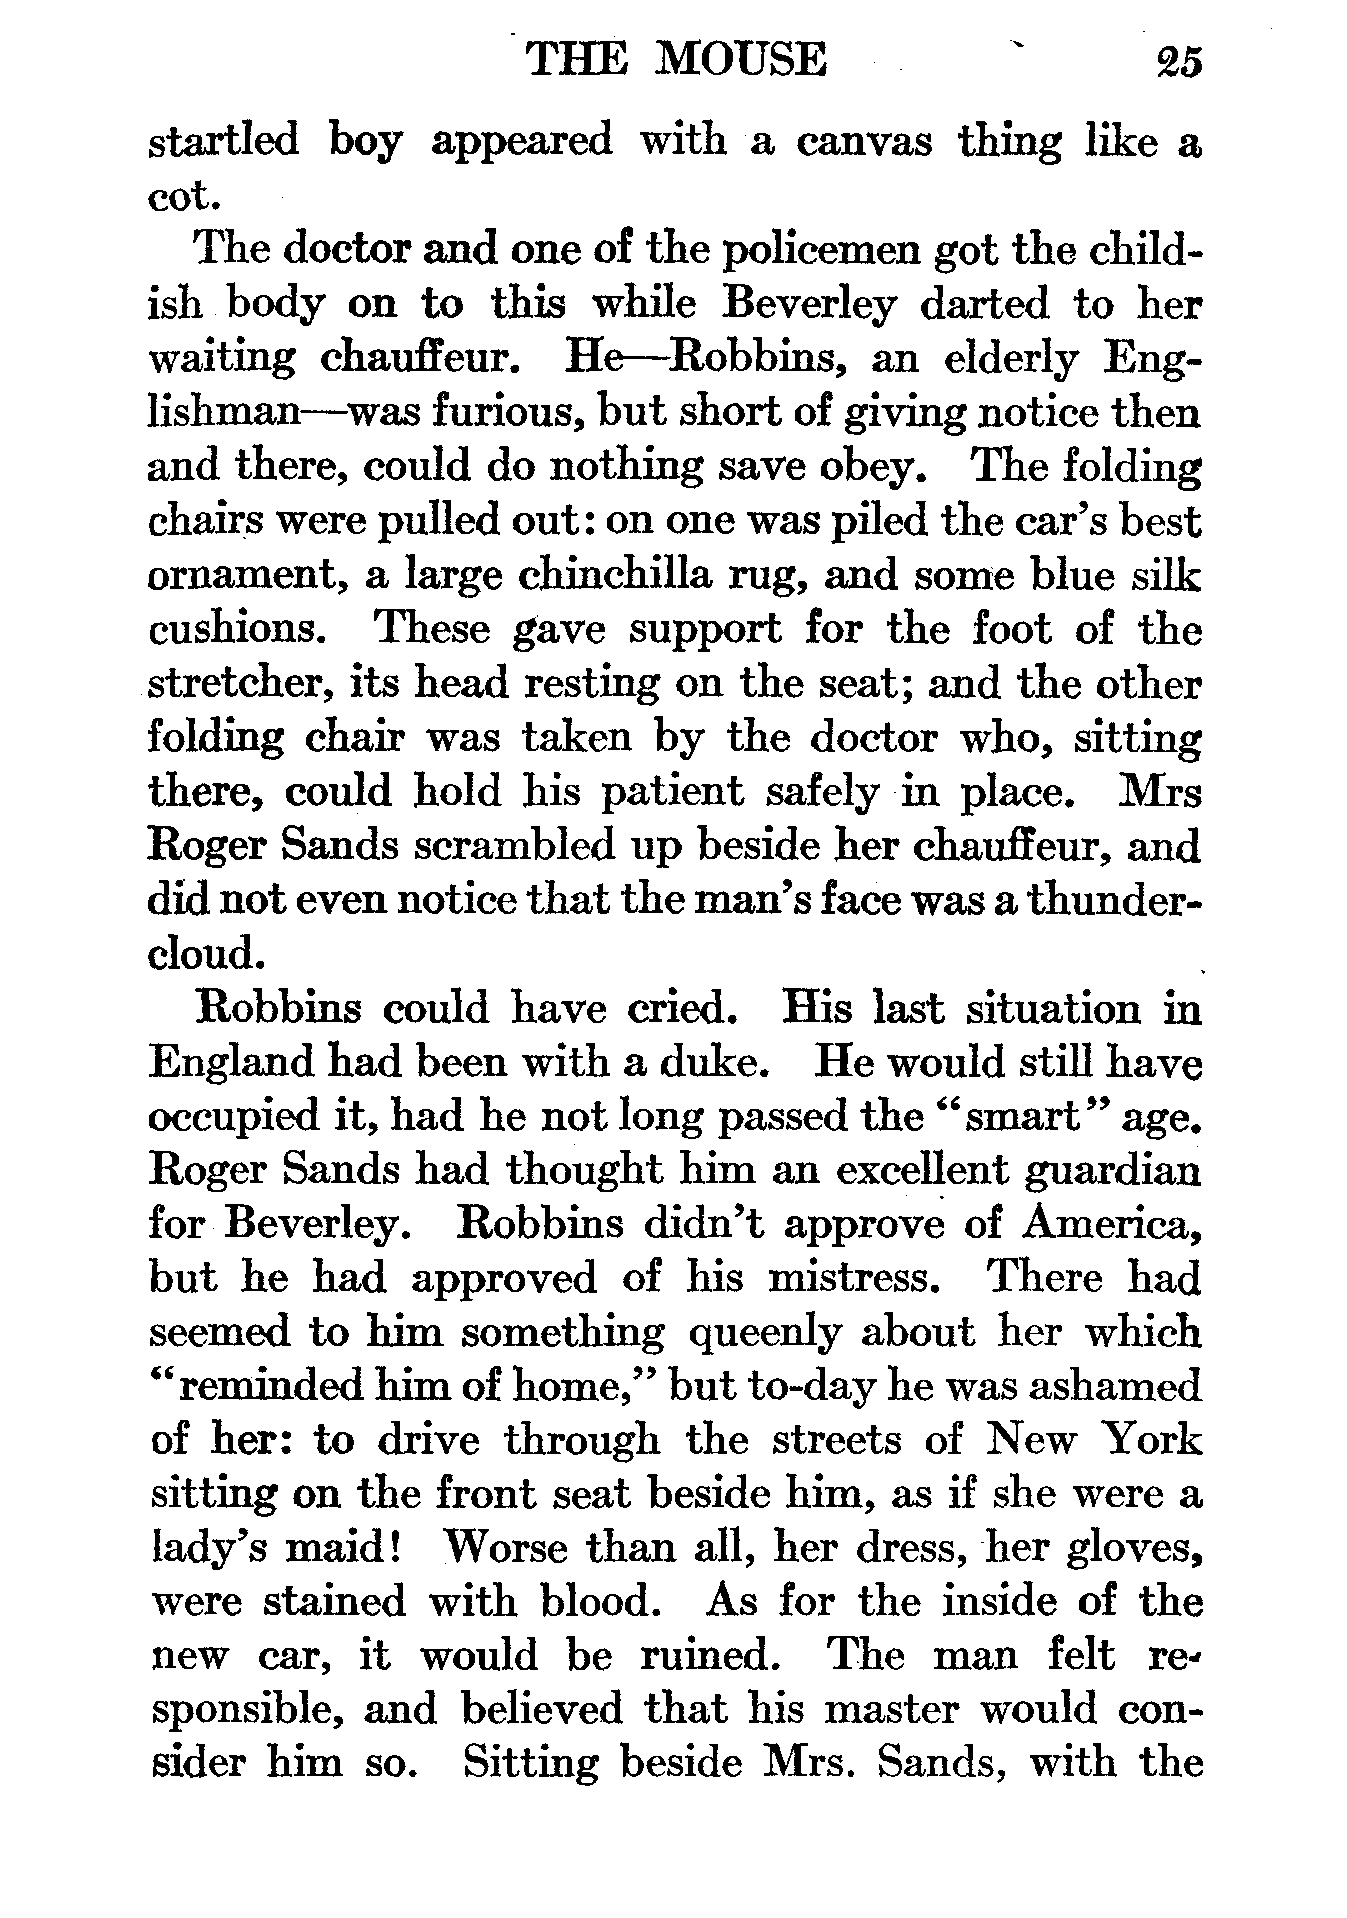 THE MOUSE 25
startled boy appeared with a canvas thing like a
cot.
The doctor and one of the policemen got the child-
ish body on to this while Beverley darted to her
waiting chauffeur. He—Robbins, an elderly Eng-
lishman—was furious, but short of giving notice then
and there, could do nothing save obey. The folding
chairs were pulled out: on one was piled the car's best
ornament, a large chinchilla rug, and some blue silk
cushions. These gave support for the foot of the
stretcher, its head resting on the seat; and the other
folding chair was taken by the doctor who, sitting
there, could hold his patient safely in place. Mrs
Roger Sands scrambled up beside her chauffeur, and
did not even notice that the man's face was a thunder-
cloud.
Robbins could have cried. His last situation in
England had been with a duke. He would still have
occupied it, had he not long passed the "smart" age.
Roger Sands had thought him an excellent guardian
for Beverley. Robbins didn't approve of America,
but he had approved of his mistress. There had
seemed to him something queenly about her which
"reminded him of home," but to-day he was ashamed
of her: to drive through the streets of New York
sitting on the front seat beside him, as if she were a
lady's maid! Worse than all, her dress, her gloves,
were stained with blood. As for the inside of the
new car, it would be ruined. The man felt re-
sponsible, and believed that his master would con-
sider him so. Sitting beside Mrs. Sands, with the